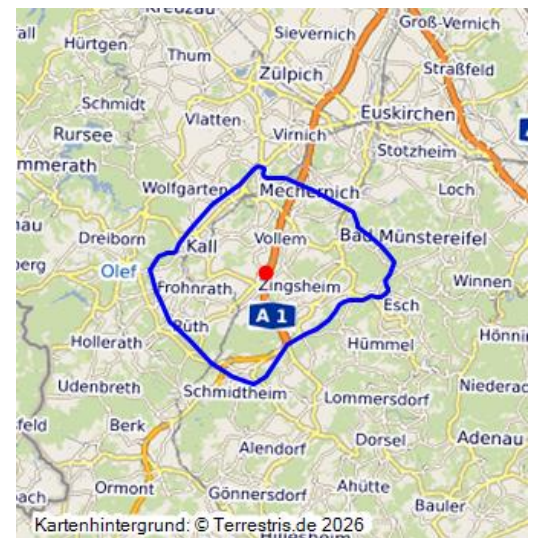 Kreuzau
Groß-Vernich
Sievernich
Hürtgen
Thum
Zülpich
Straßfeld
Schmidt
Vlatten
Euskirchen
Rursee
Virnich
Stotzheim
Wolfgarten
Mechernich
Loch
Dreiborn
Kall
Vollem
Bad Münstereifel
Olef
Frohnrath
Zingsheim
Winnen
A 1
Esch
Rüth
Hollerath
Hümmel
Udenbreth
Schmidtheim
Lommersdorf
Berk
Dorsel
Adenau
Alendorf
Ormont
Gönnersdorf
Ahütte
Bauler
Kartenhintergrund: © Terrestris.de 2026